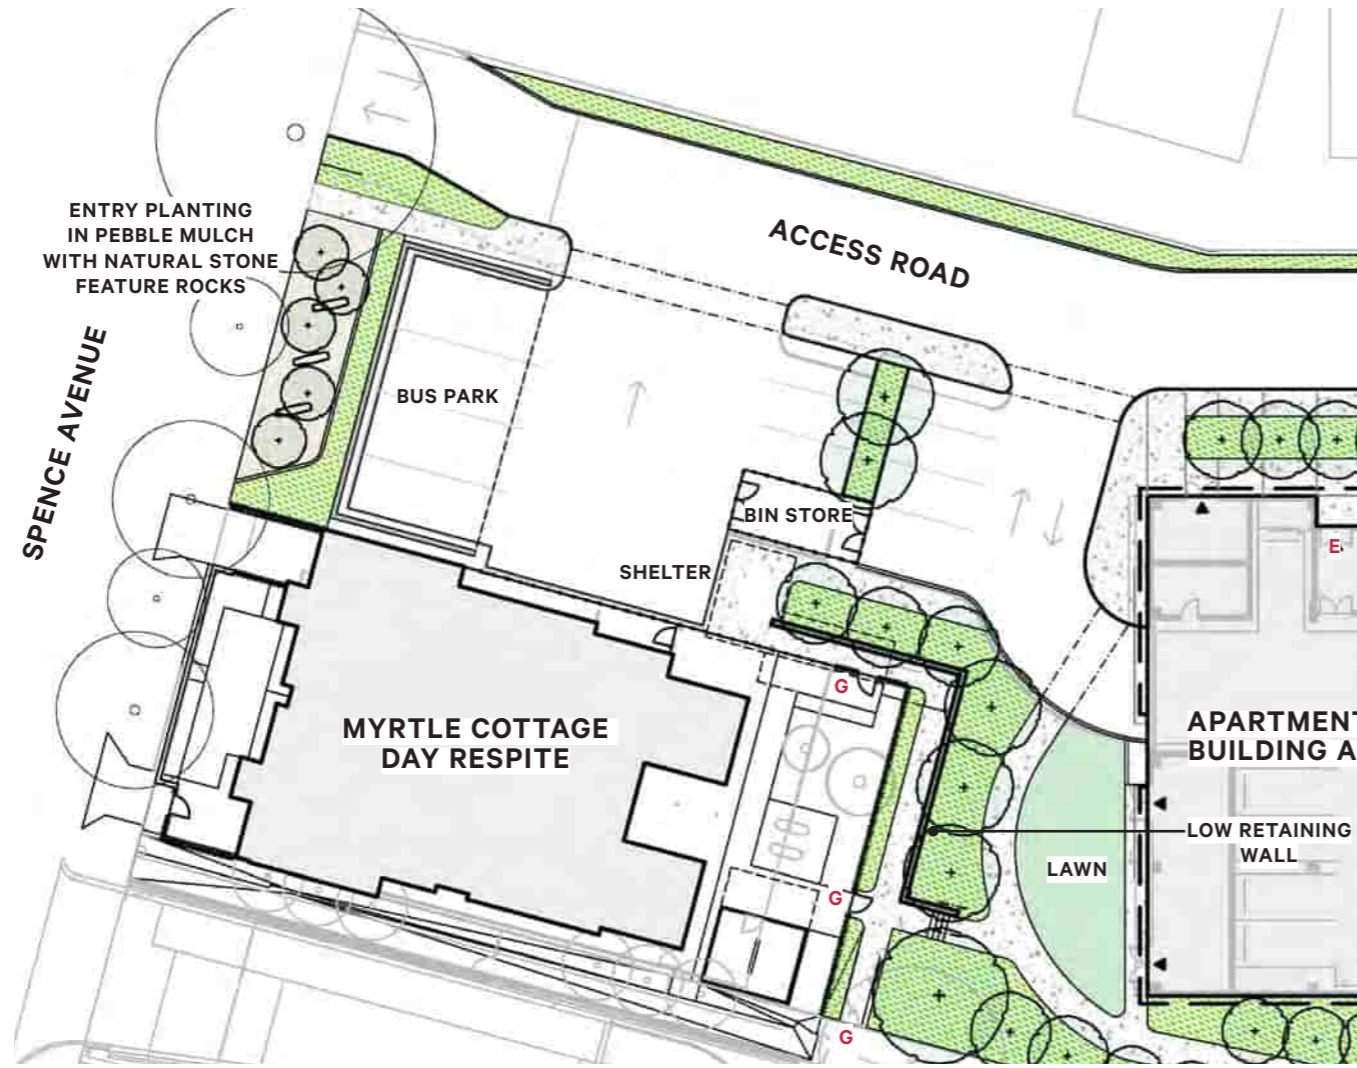 ENTRY PLANTING
IN PEBBLE MULCH
WITH NATURAL STONE
FEATURE ROCKS
ACCESS ROAD
SPENCE AVENUE
BUS PARK
BIN STORE
SHELTER
E
G
MYRTLE COTTAGE
DAY RESPITE
APARTMENT
BUILDING A
LOW RETAINING
WALL
LAWN
G
G